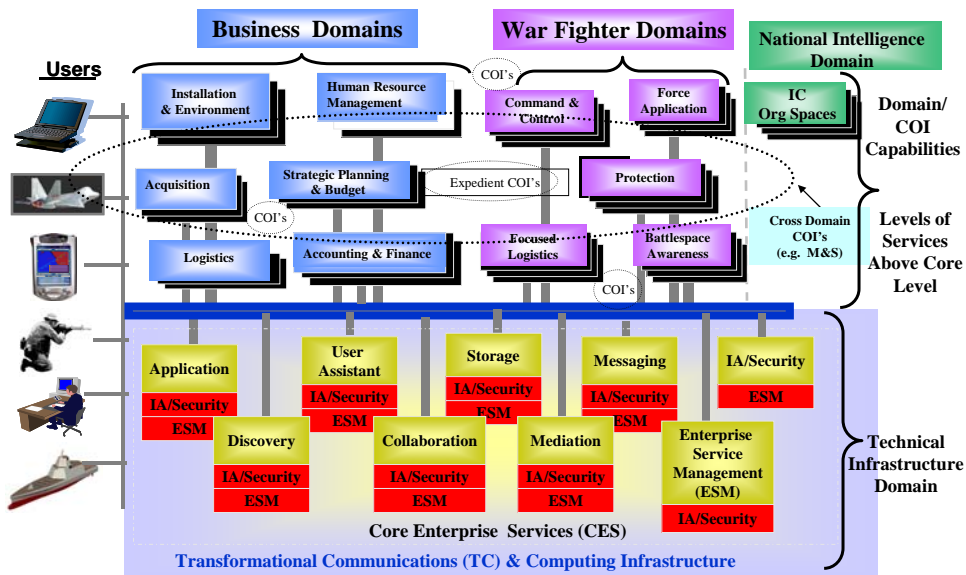 Business Domains
War Fighter Domains
National Intelligence
Domain
Users
COI's
Installation
& Environment
Human Resource
Management
Command &
Control
Force
Application
IC
Org Spaces
Domain/
COI
Capabilities
Acquisition
Strategic Planning
& Budget
Expedient COI's
Protection
COI's
Cross Domain
COI's
(e.g. M&S)
Levels of
Services
Above Core
Level
Logistics
Accounting & Finance
Focused
Logistics
Battlespace
Awareness
COI's
Application
IA/Security
ESM
User
Assistant
IA/Security
ESM
Storage
IA/Security
ESM
Messaging
IA/Security
ESM
IA/Security
ESM
Discovery
IA/Security
ESM
Collaboration
IA/Security
ESM
Mediation
IA/Security
ESM
Enterprise
Service
Management
(ESM)
IA/Security
Technical
Infrastructure
Domain
Core Enterprise Services (CES)
Transformational Communications (TC) & Computing Infrastructure